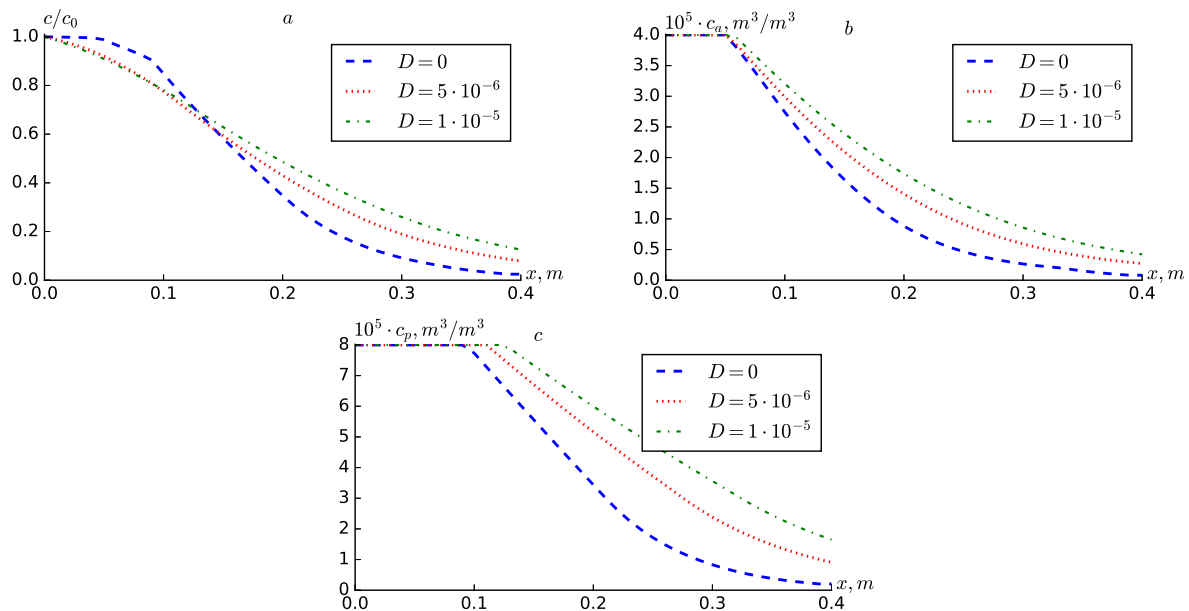 c/c₀
a
1.0
0.8
0.6
0.4
0.2
0.0
0.0 0.1 0.2 0.3 0.4
x, m
D = 0
D = 5 · 10⁻⁶
D = 1 · 10⁻⁵
10⁵ · cₐ, m³/m³
b
4.0
3.5
3.0
2.5
2.0
1.5
1.0
0.5
0.0
0.0 0.1 0.2 0.3 0.4
x, m
D = 0
D = 5 · 10⁻⁶
D = 1 · 10⁻⁵
10⁵ · cₚ, m³/m³
c
8
7
6
5
4
3
2
1
0
0.0 0.1 0.2 0.3 0.4
x, m
D = 0
D = 5 · 10⁻⁶
D = 1 · 10⁻⁵